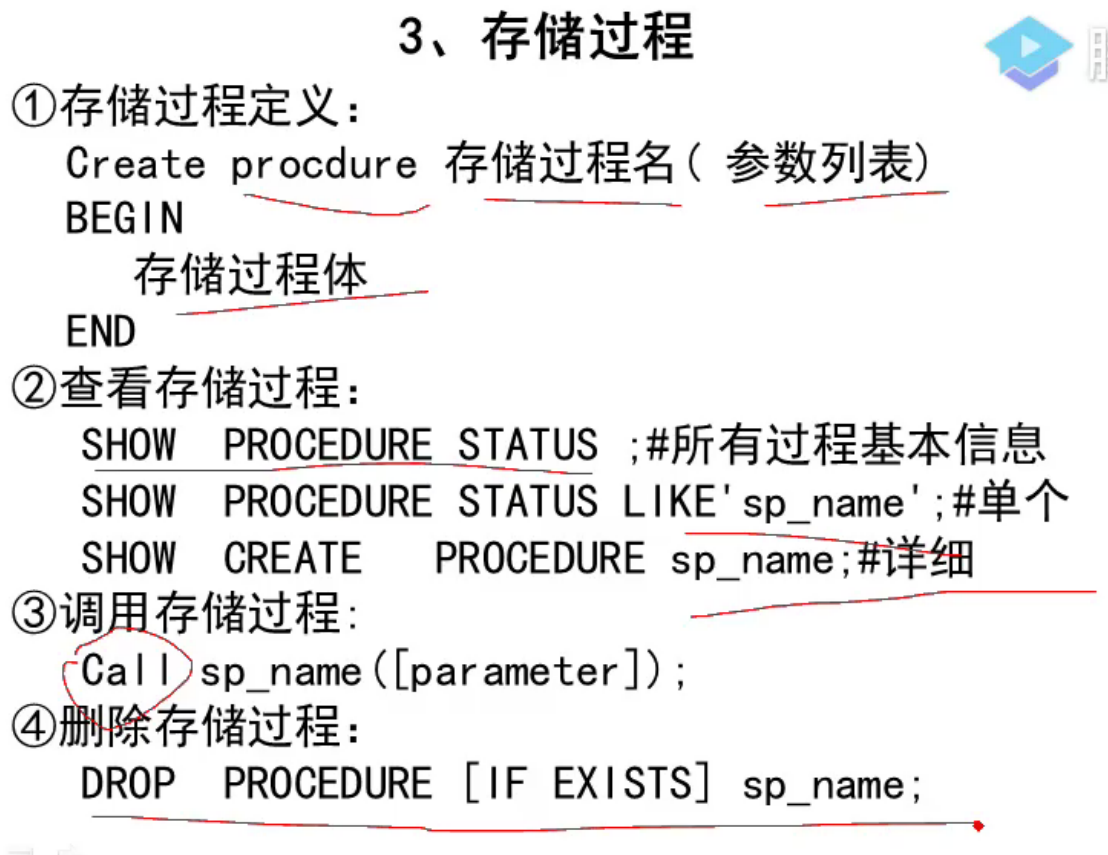 3、存储过程
①存储过程定义:
Create procdure 存储过程名( 参数列表)
BEGIN
存储过程体
END
②查看存储过程:
SHOW PROCEDURE STATUS ;#所有过程基本信息
SHOW PROCEDURE STATUS LIKE'sp_name';#单个
SHOW CREATE PROCEDURE sp_name;#详细
③调用存储过程:
Call sp_name([parameter]);
④删除存储过程:
DROP PROCEDURE [IF EXISTS] sp_name;